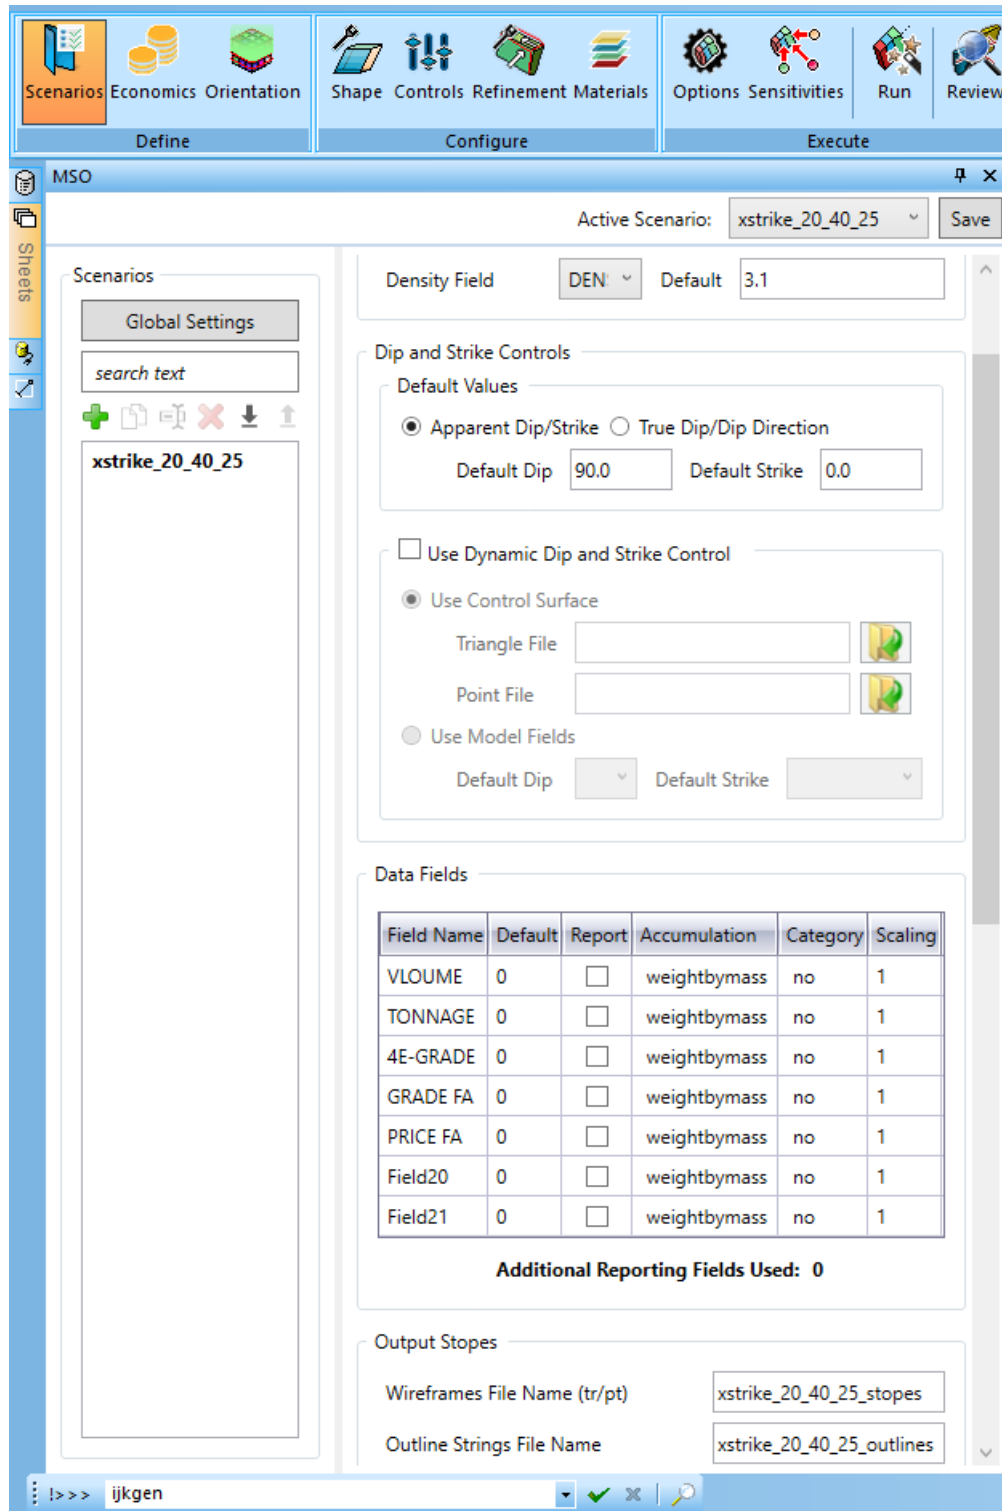 Scenarios Economics Orientation Shape Controls Refinement Materials Options Sensitivities Run Review
Define Configure Execute
MSO
Active Scenario: xstrike_20_40_25 Save
Sheets
Scenarios
Global Settings
search text
xstrike_20_40_25
Density Field DEN: Default 3.1
Dip and Strike Controls
Default Values
Apparent Dip/Strike True Dip/Dip Direction
Default Dip 90.0 Default Strike 0.0
Use Dynamic Dip and Strike Control
Use Control Surface
Triangle File
Point File
Use Model Fields
Default Dip Default Strike
Data Fields
Field Name Default Report Accumulation Category Scaling
VLOUME 0 weightbymass no 1
TONNAGE 0 weightbymass no 1
4E-GRADE 0 weightbymass no 1
GRADE FA 0 weightbymass no 1
PRICE FA 0 weightbymass no 1
Field20 0 weightbymass no 1
Field21 0 weightbymass no 1
Additional Reporting Fields Used: 0
Output Stopes
Wireframes File Name (tr/pt) xstrike_20_40_25_stopes
Outline Strings File Name xstrike_20_40_25_outlines
!>>> ijkgen